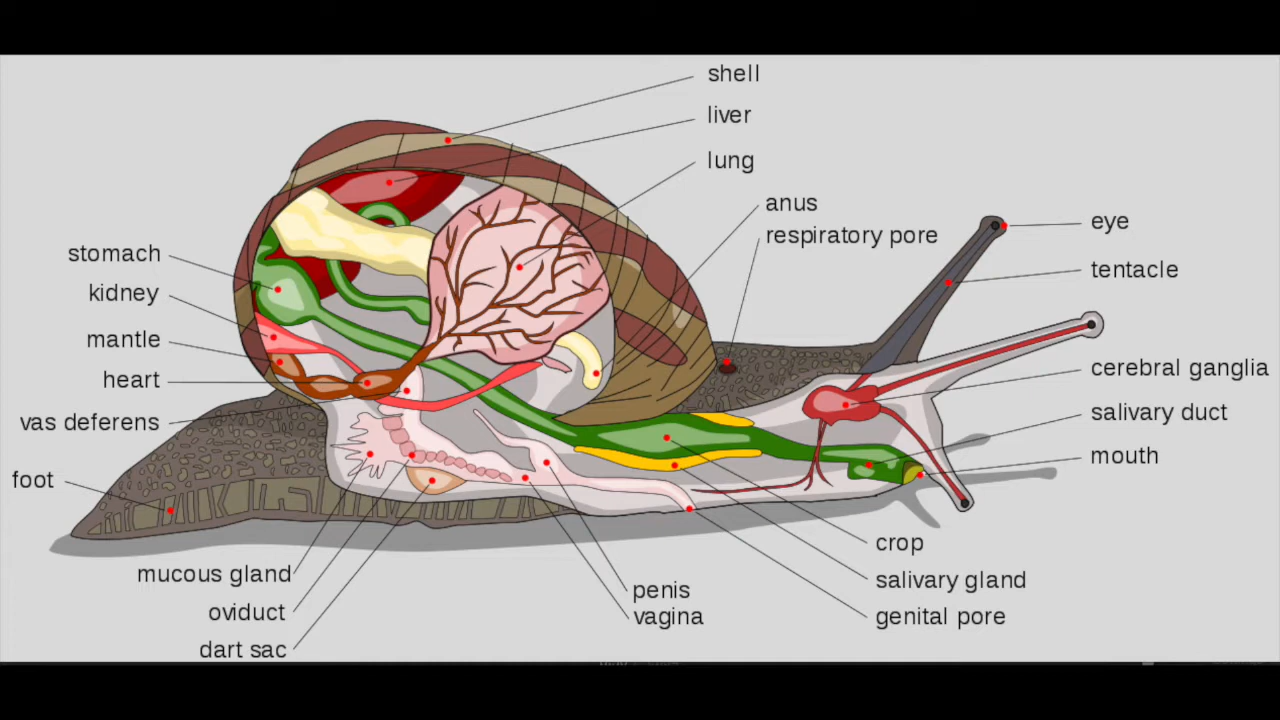 shell
liver
lung
anus
respiratory pore
eye
tentacle
cerebral ganglia
salivary duct
mouth
stomach
kidney
mantle
heart
vas deferens
foot
mucous gland
oviduct
dart sac
penis
vagina
crop
salivary gland
genital pore